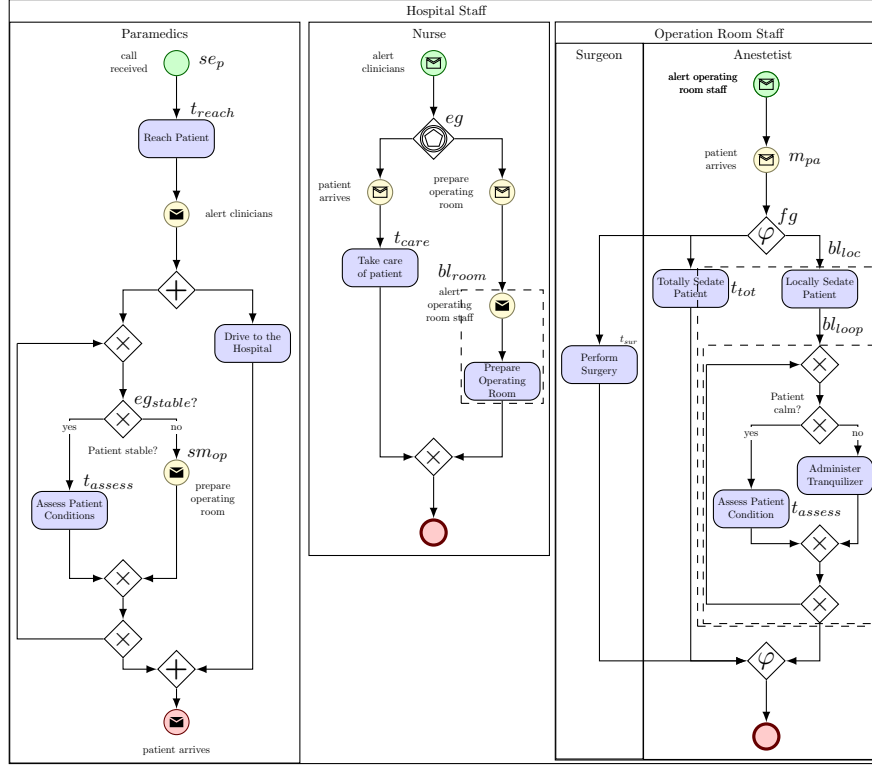 Hospital Staff
Paramedics
call
received
se_p
t_reach
Reach Patient
alert clinicians
Drive to the
Hospital
eg_stable?
yes
no
Patient stable?
sm_op
t_assess
prepare
operating
room
Assess Patient
Conditions
patient arrives
Nurse
alert
clinicians
eg
patient
arrives
prepare
operating
room
t_care
Take care
of patient
bl_room
alert
operating
room staff
Prepare
Operating
Room
Operation Room Staff
Surgeon
t_sur
Perform
Surgery
Anestetist
alert operating
room staff
patient
arrives
m_pa
fg
φ
bl_loc
Totally Sedate
Patient
t_tot
Locally Sedate
Patient
bl_loop
Patient
calm?
yes
no
Administer
Tranquilizer
Assess Patient
Condition
t_assess
φ